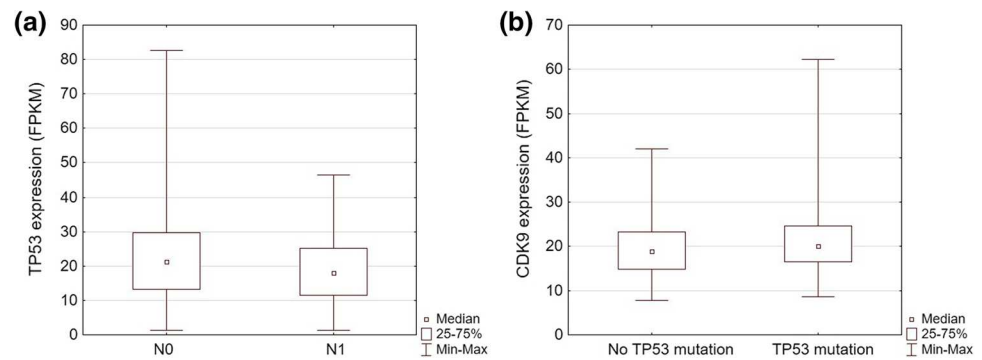 (a)
TP53 expression (FPKM)
90
80
70
60
50
40
30
20
10
0
N0
N1
Median
25-75%
Min-Max
(b)
CDK9 expression (FPKM)
70
60
50
40
30
20
10
0
No TP53 mutation
TP53 mutation
Median
25-75%
Min-Max